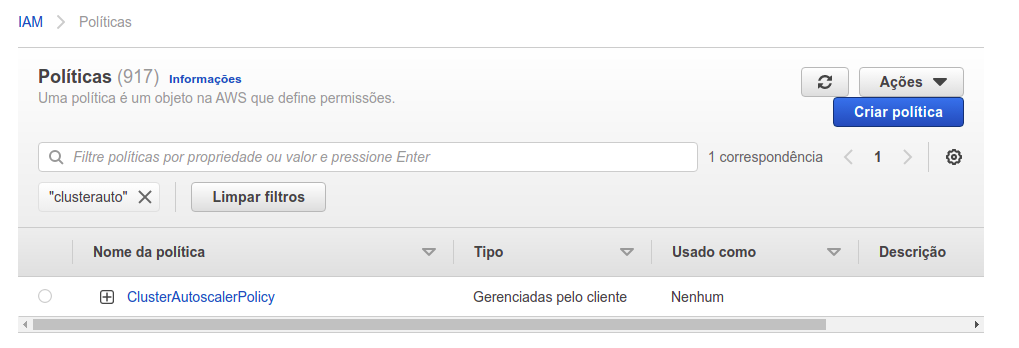 IAM Políticas
Políticas (917) Informações
Uma política é um objeto na AWS que define permissões.
Ações
Criar política
Filtre políticas por propriedade ou valor e pressione Enter
1 correspondência 1
"clusterauto"
Limpar filtros
Nome da política Tipo Usado como Descrição
ClusterAutoscalerPolicy Gerenciadas pelo cliente Nenhum